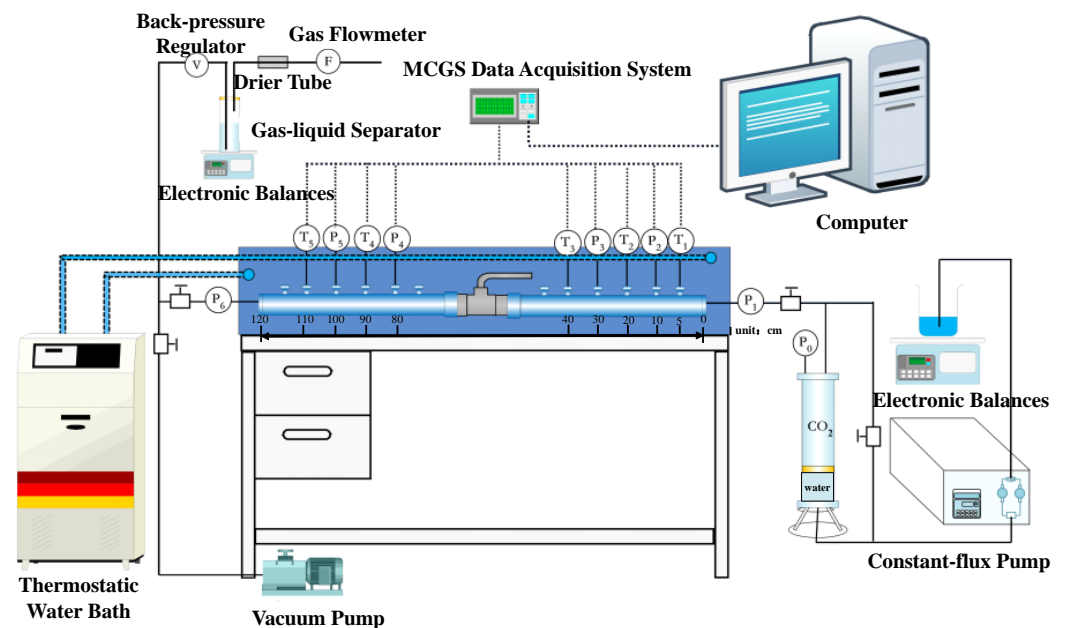 Back-pressure
Regulator
Gas Flowmeter
V
F
Drier Tube
MCGS Data Acquisition System
Gas-liquid Separator
Electronic Balances
Computer
T5 P5 T4 P4 T3 P3 T2 P2 T1
P6 P1
120 110 100 90 80 40 30 20 10 5 0
unit: cm
P0
Electronic Balances
CO2
water
Constant-flux Pump
Thermostatic
Water Bath
Vacuum Pump